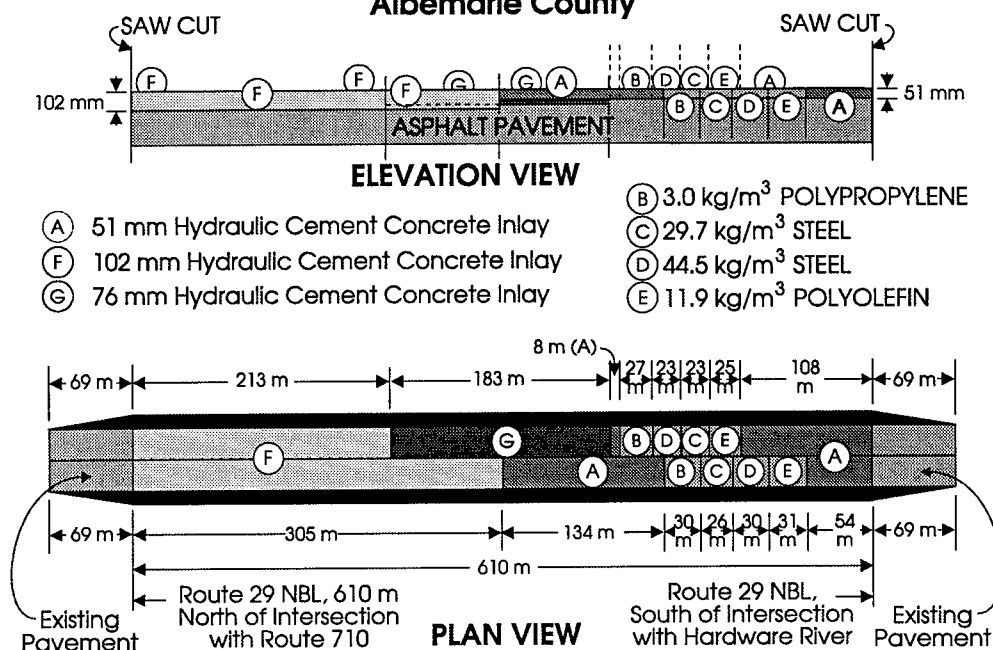 Albemarle County
SAW CUT
SAW CUT
F F F F G G A B D C E A
102 mm
51 mm
B C D E A
ASPHALT PAVEMENT
ELEVATION VIEW
A 51 mm Hydraulic Cement Concrete Inlay
F 102 mm Hydraulic Cement Concrete Inlay
G 76 mm Hydraulic Cement Concrete Inlay
B 3.0 kg/m³ POLYPROPYLENE
C 29.7 kg/m³ STEEL
D 44.5 kg/m³ STEEL
E 11.9 kg/m³ POLYOLEFIN
8 m (A)
69 m 213 m 183 m 27 m 23 m 23 m 25 m 108 m 69 m
F G B D C E A
A B C D E
69 m 305 m 134 m 30 m 26 m 30 m 31 m 54 m 69 m
610 m
Existing
Pavement
Route 29 NBL, 610 m
North of Intersection
with Route 710
PLAN VIEW
Route 29 NBL,
South of Intersection
with Hardware River
Existing
Pavement